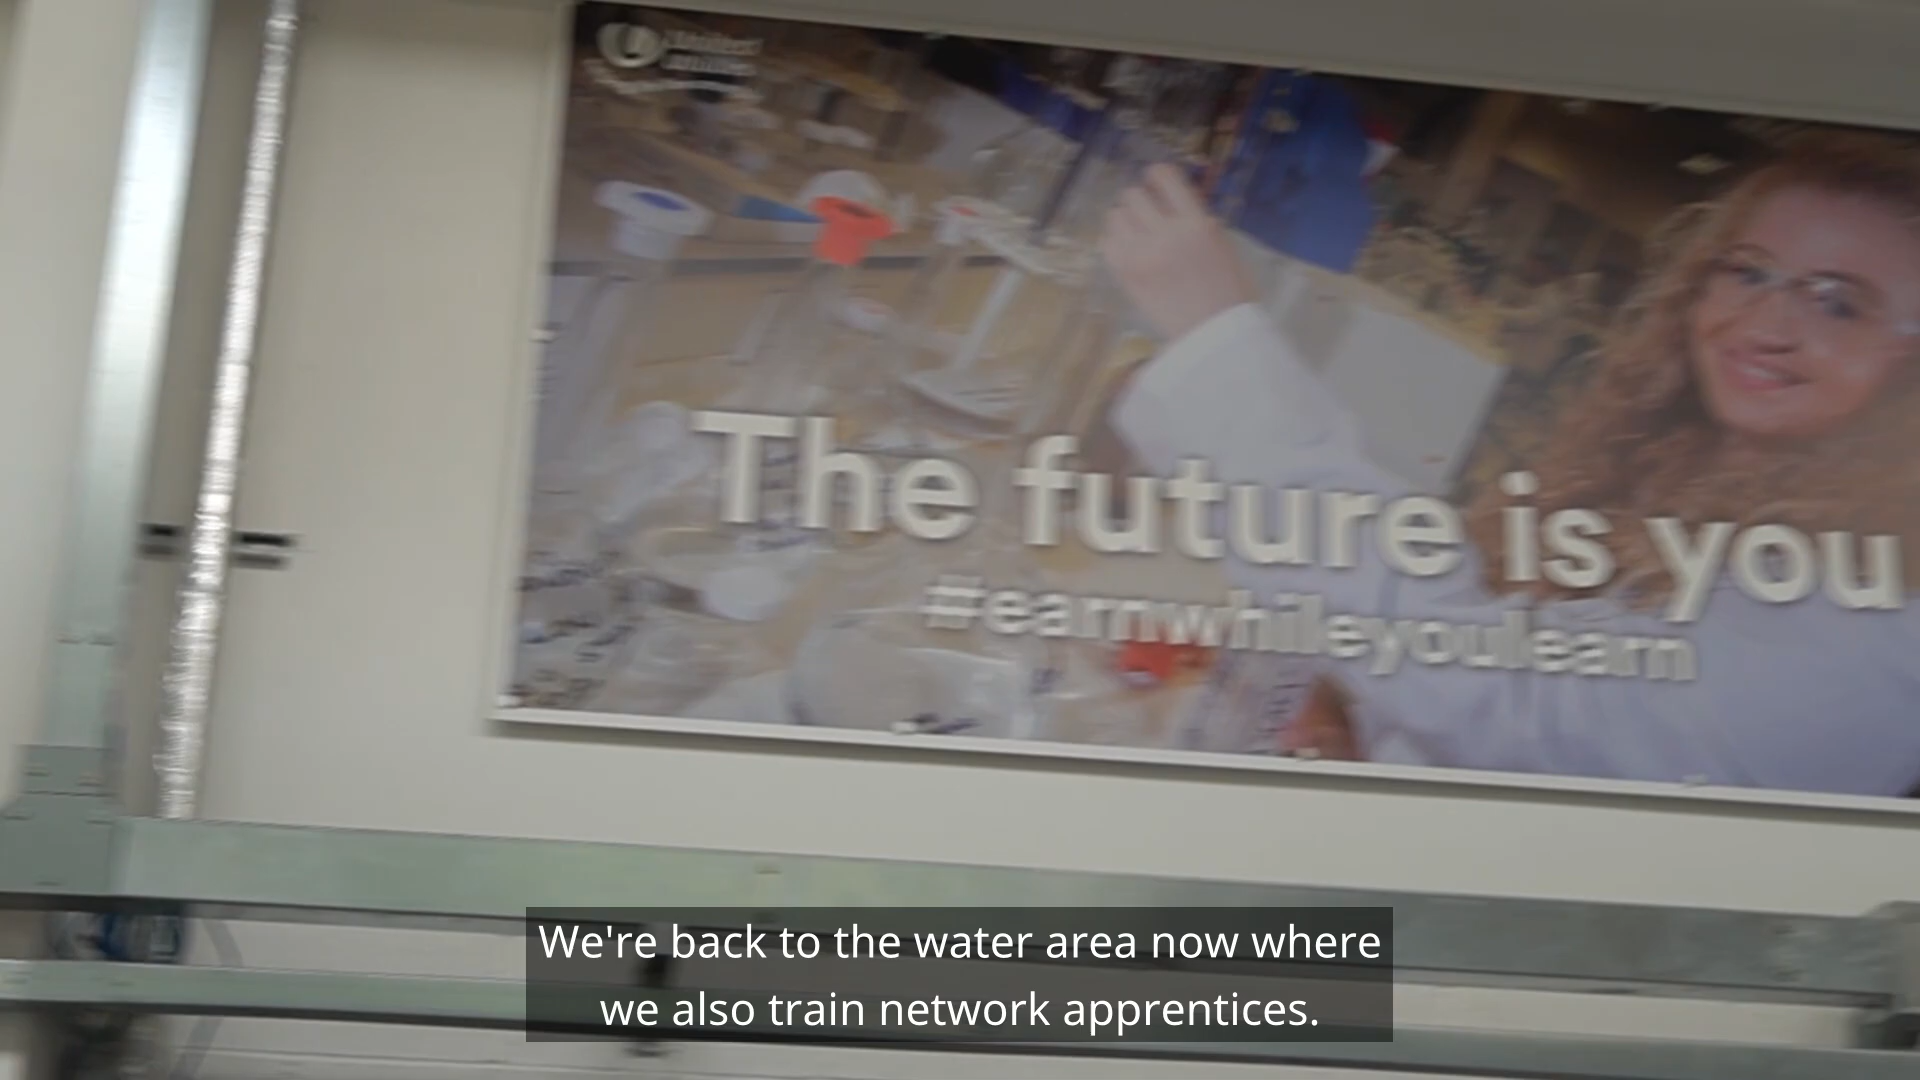 The future is you
#earnwhileyoulearn
We're back to the water area now where
we also train network apprentices.